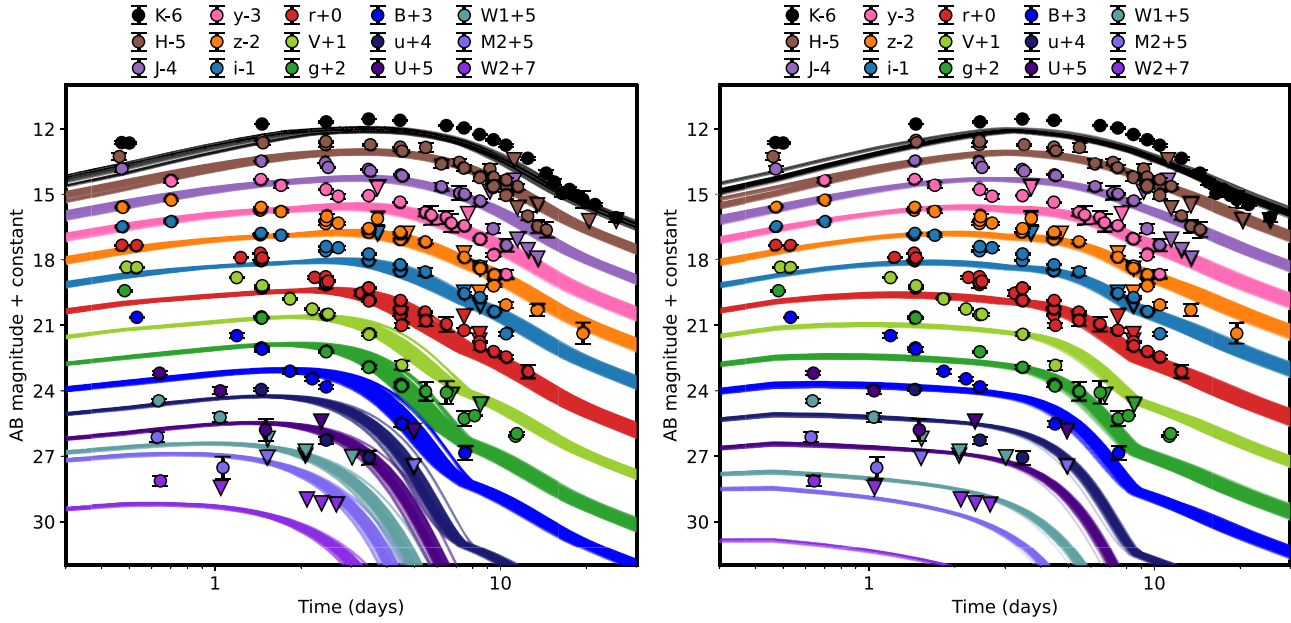 K-6 y-3 r+0 B+3 W1+5
H-5 z-2 V+1 u+4 M2+5
J-4 i-1 g+2 U+5 W2+7
12
15
18
21
24
27
30
AB magnitude + constant
1 10
Time (days)
K-6 y-3 r+0 B+3 W1+5
H-5 z-2 V+1 u+4 M2+5
J-4 i-1 g+2 U+5 W2+7
12
15
18
21
24
27
30
AB magnitude + constant
1 10
Time (days)